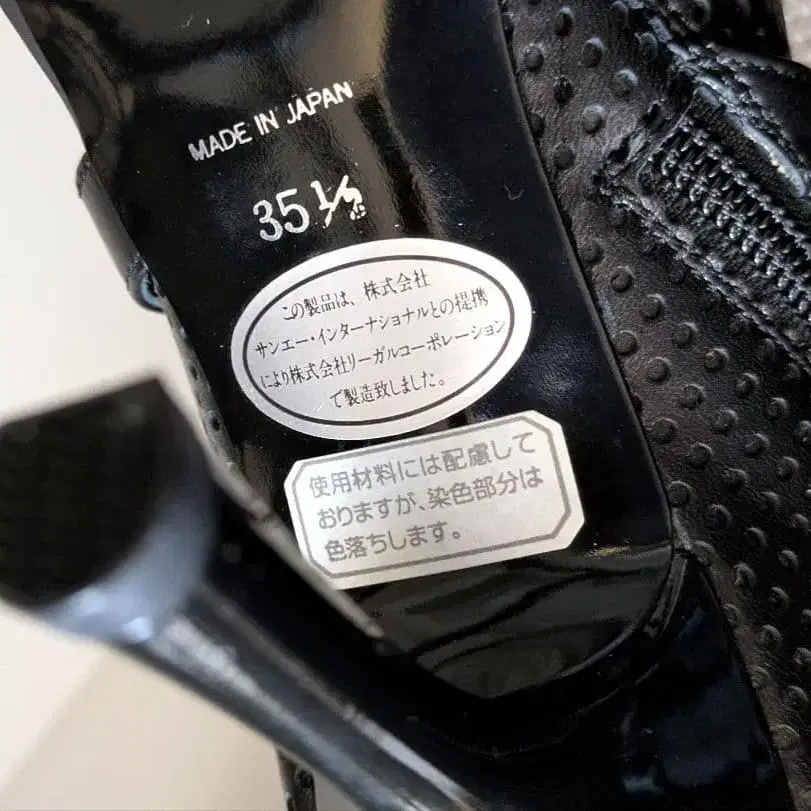 MADE IN JAPAN
35 1/2
この製品は、株式会社
サンエー・インターナショナルとの提携
により株式会社リーガルコーポレーション
で製造致しました。
使用材料には配慮して
おりますが、染色部分は
色落ちします。